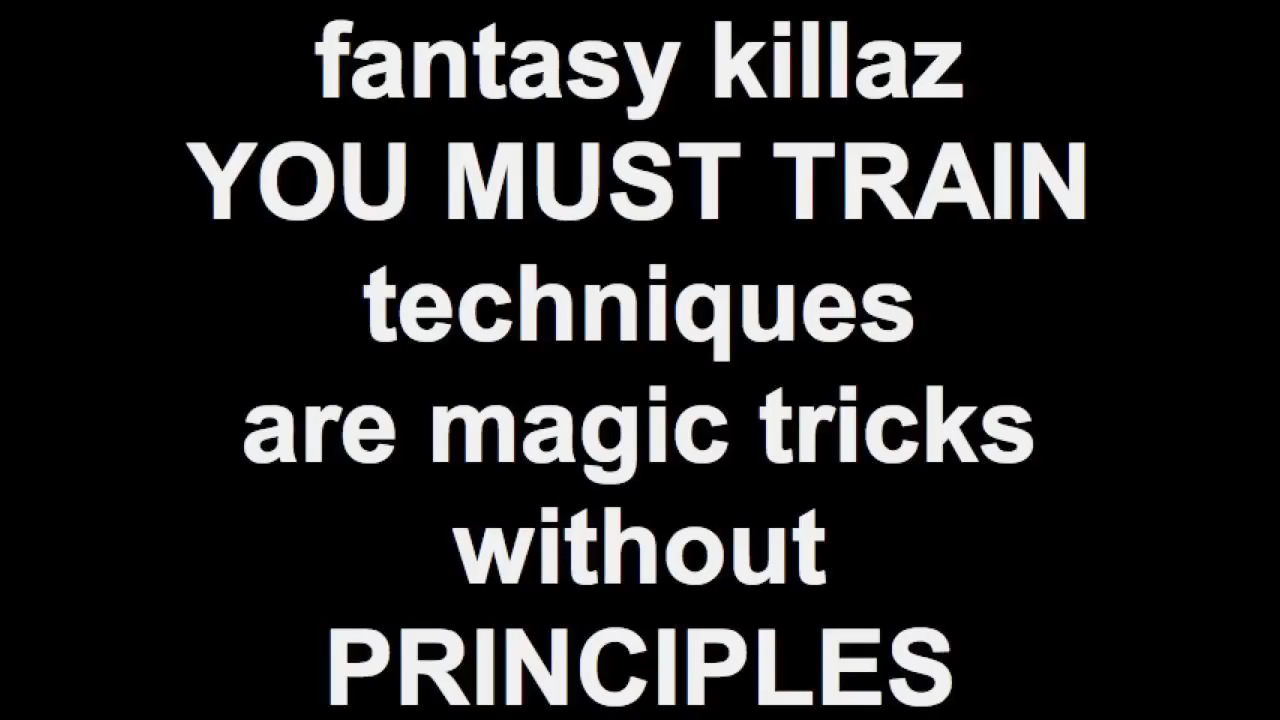 fantasy killaz
YOU MUST TRAIN
techniques
are magic tricks
without
PRINCIPLES